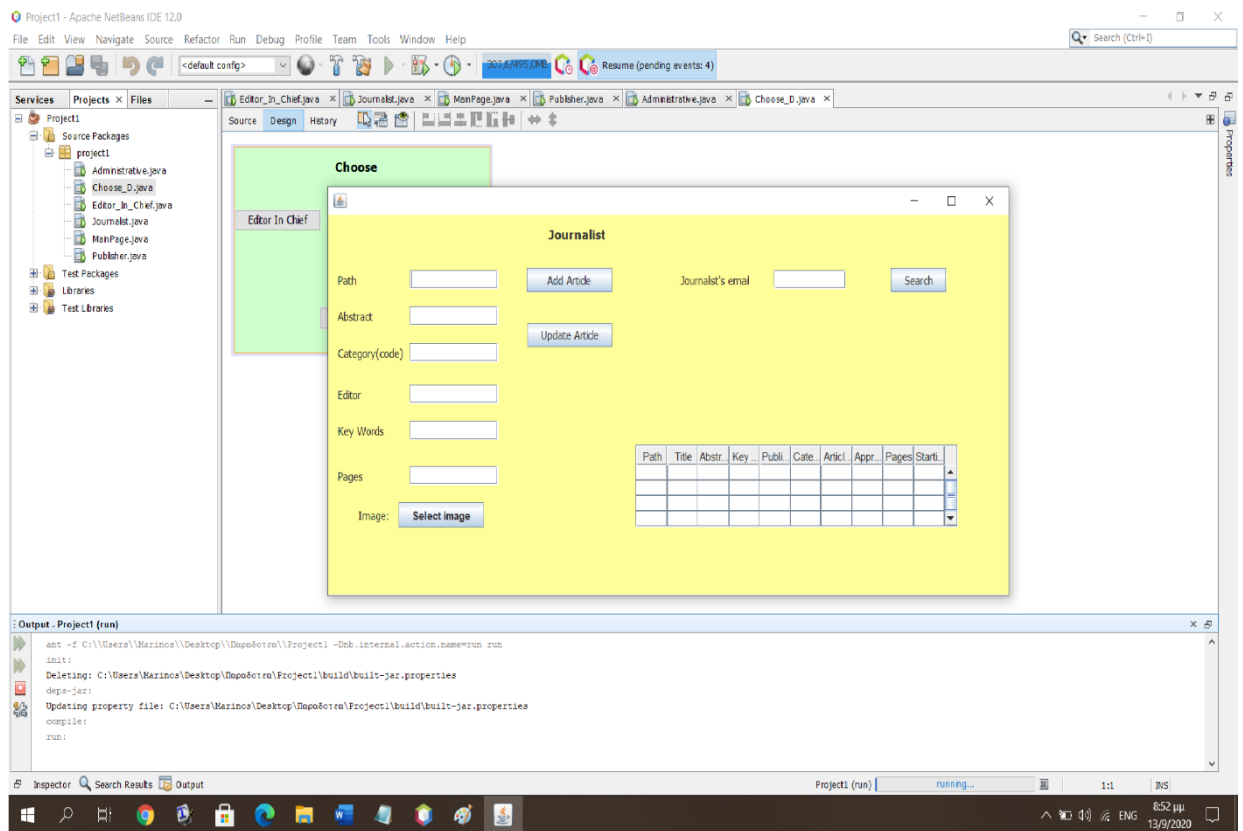 Project1 - Apache NetBeans IDE 12.0
File Edit View Navigate Source Refactor Run Debug Profile Team Tools Window Help
Search (Ctrl+I)
<default config>
303,6/495,0MB
Resume (pending events: 4)
Services Projects Files
Editor_In_Chief.java Journalist.java MainPage.java Publisher.java Administrative.java Choose_D.java
Source Design History
Properties
Project1
Source Packages
project1
Administrative.java
Choose_D.java
Editor_In_Chief.java
Journalist.java
MainPage.java
Publisher.java
Test Packages
Libraries
Test Libraries
Choose
Editor In Chief
Journalist
Path Add Article Journalist's email Search
Abstract
Update Article
Category(code)
Editor
Key Words
Path Title Abstr... Key ... Publi... Cate... Articl... Appr... Pages Starti...
Pages
Image: Select image
Output - Project1 (run)
ant -f C:\\Users\\Marinos\\Desktop\\Παραδοτεα\\Project1 -Dnb.internal.action.name=run run
init:
Deleting: C:\Users\Marinos\Desktop\Παραδοτεα\Project1\build\built-jar.properties
deps-jar:
Updating property file: C:\Users\Marinos\Desktop\Παραδοτεα\Project1\build\built-jar.properties
compile:
run:
Inspector Search Results Output
Project1 (run) running... 1:1 INS
ENG
8:52 μμ
13/9/2020